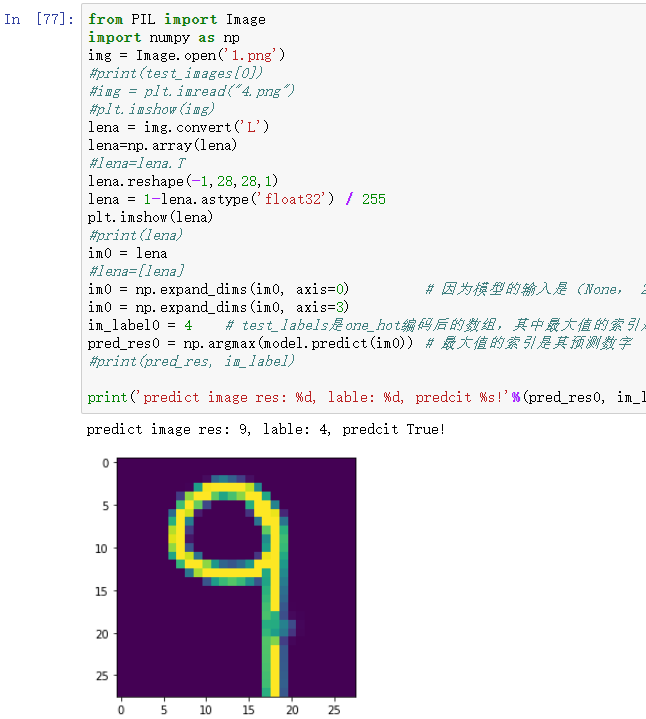 In [77]:
from PIL import Image
import numpy as np
img = Image.open('1.png')
#print(test_images[0])
#img = plt.imread("4.png")
#plt.imshow(img)
lena = img.convert('L')
lena=np.array(lena)
#lena=lena.T
lena.reshape(-1,28,28,1)
lena = 1-lena.astype('float32') / 255
plt.imshow(lena)
#print(lena)
im0 = lena
#lena=[lena]
im0 = np.expand_dims(im0, axis=0) # 因为模型的输入是（None, 2
im0 = np.expand_dims(im0, axis=3)
im_label0 = 4 # test_labels是one_hot编码后的数组，其中最大值的索引是
pred_res0 = np.argmax(model.predict(im0)) # 最大值的索引是其预测数字
#print(pred_res, im_label)
print('predict image res: %d, lable: %d, predcit %s!'%(pred_res0, im_l
predict image res: 9, lable: 4, predcit True!
0
5
10
15
20
25
0 5 10 15 20 25